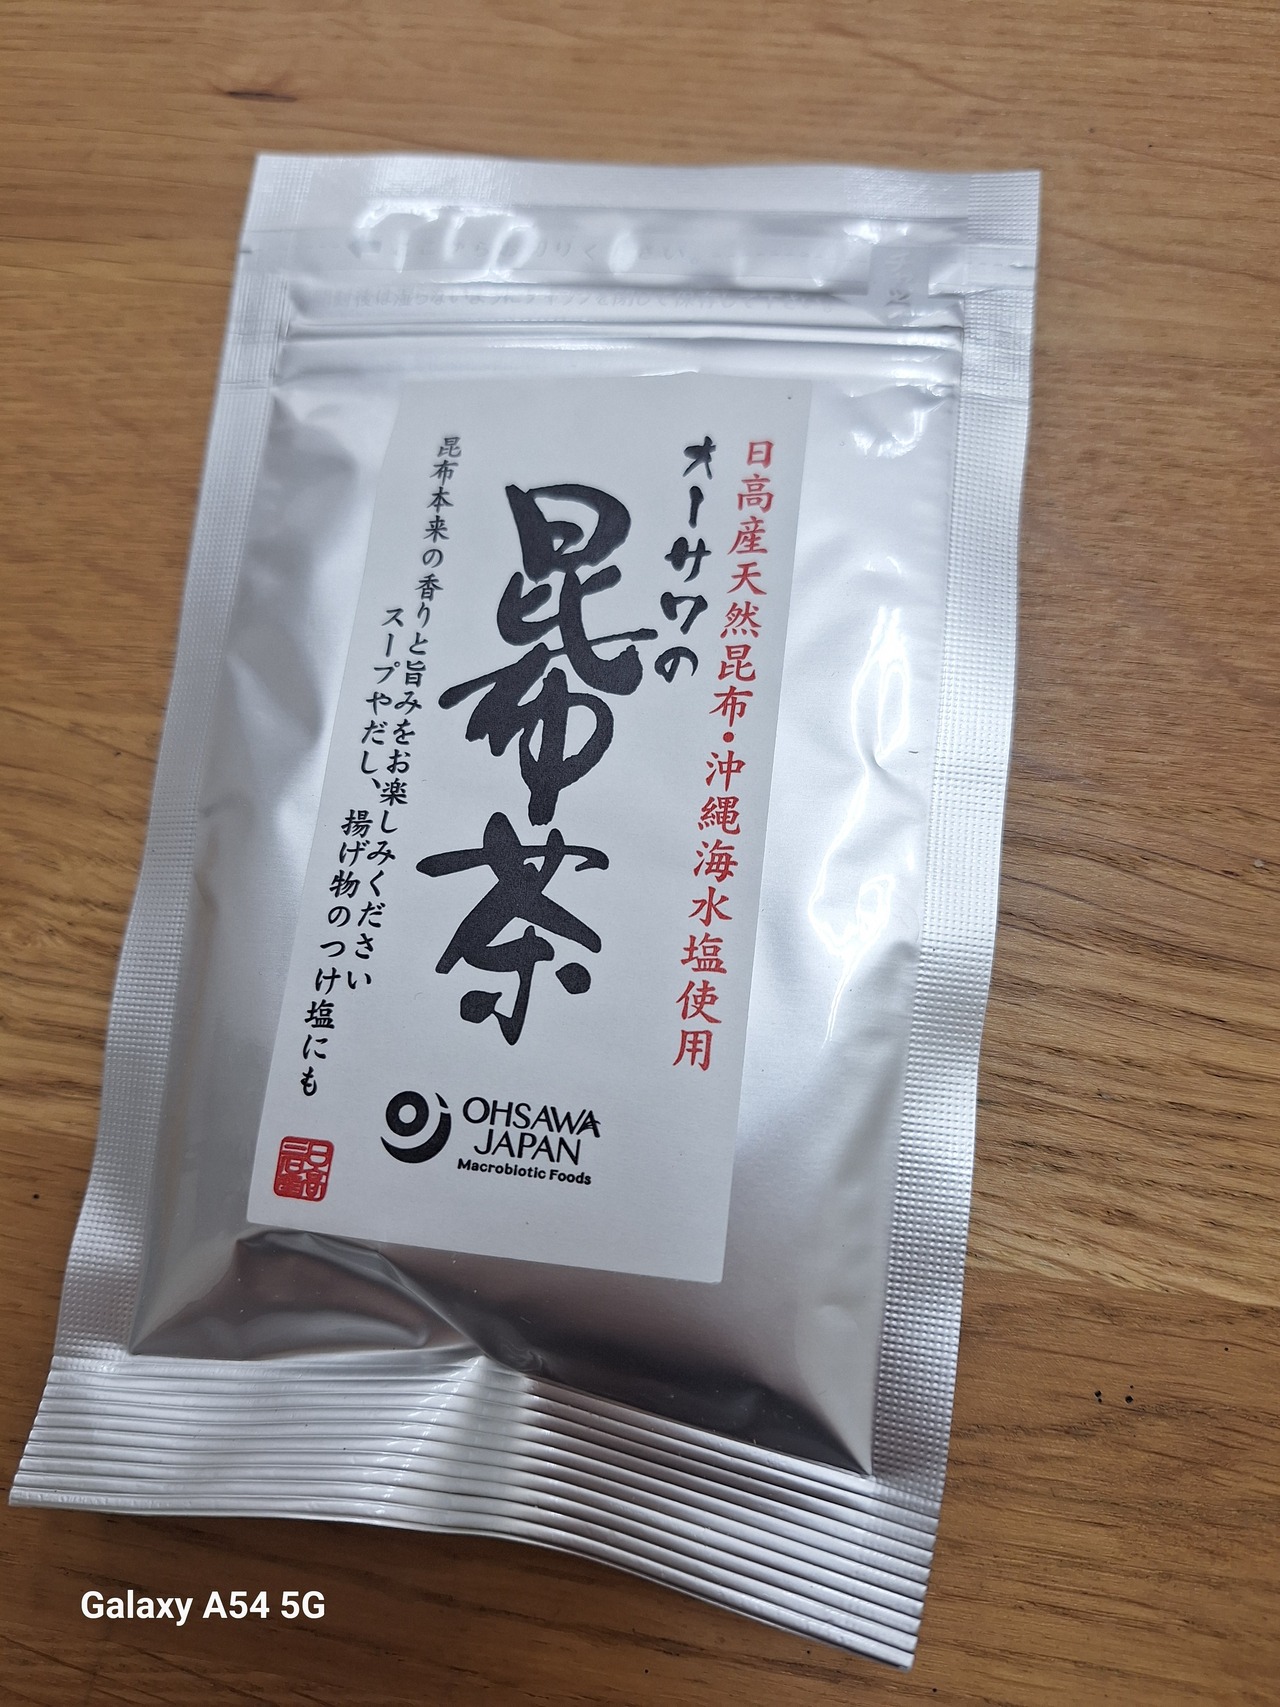 日高産天然昆布・沖縄海水塩使用
オーサワの
昆布茶
昆布本来の香りと旨みをお楽しみください
スープやだし、揚げ物のつけ塩にも
OHSAWA
JAPAN
Macrobiotic Foods
Galaxy A54 5G